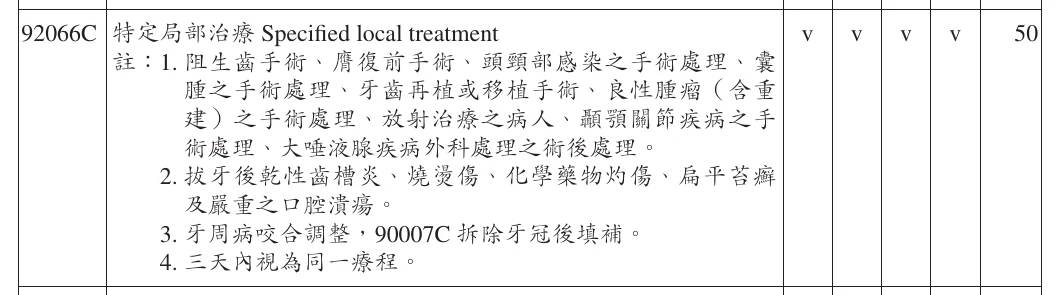 92066C 特定局部治療 Specified local treatment v v v v 50
註：1. 阻生齒手術、膺復前手術、頭頸部感染之手術處理、囊
腫之手術處理、牙齒再植或移植手術、良性腫瘤（含重
建）之手術處理、放射治療之病人、顳顎關節疾病之手
術處理、大唾液腺疾病外科處理之術後處理。
2. 拔牙後乾性齒槽炎、燒燙傷、化學藥物灼傷、扁平苔癬
及嚴重之口腔潰瘍。
3. 牙周病咬合調整，90007C 拆除牙冠後填補。
4. 三天內視為同一療程。